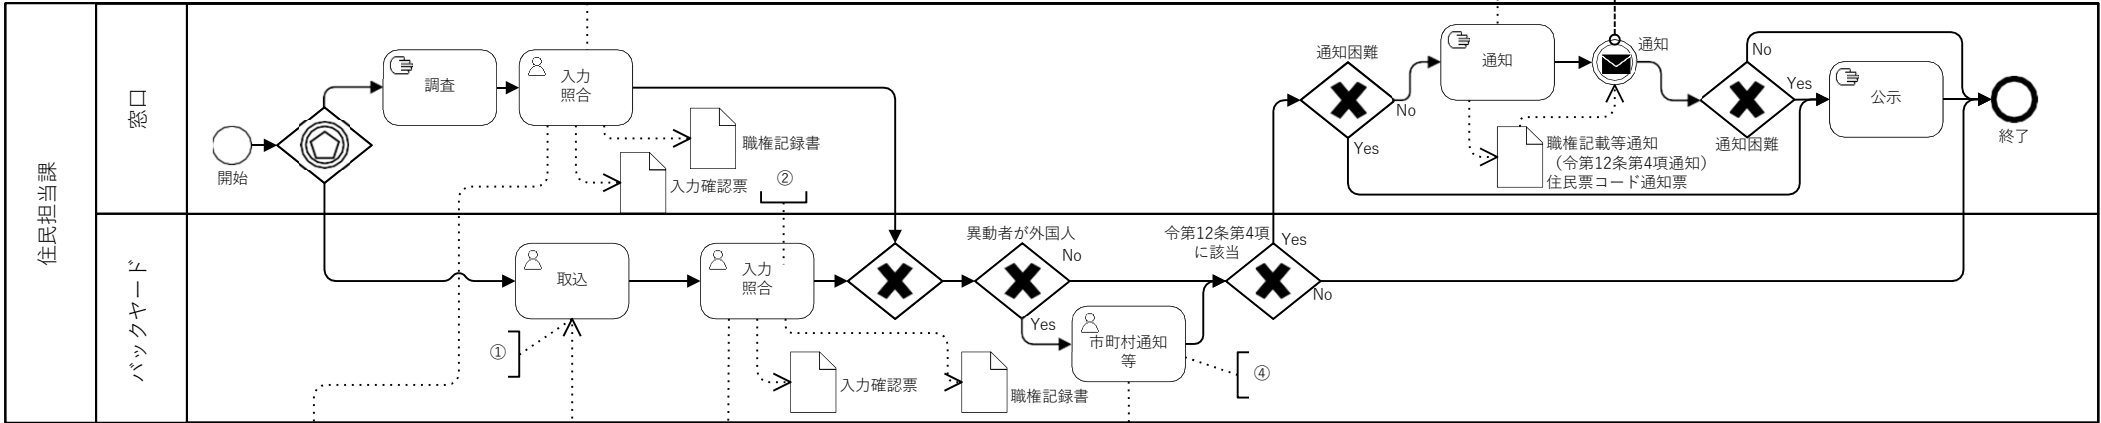 住民担当課
窓口
開始
調査
入力
照合
職権記録書
入力確認票
②
通知困難
No
Yes
通知
通知
職権記載等通知
（令第12条第4項通知）
住民票コード通知票
No
Yes
通知困難
公示
終了
バックヤード
取込
①
入力
照合
入力確認票
職権記録書
異動者が外国人
No
Yes
市町村通知
等
④
令第12条第4項
に該当
Yes
No